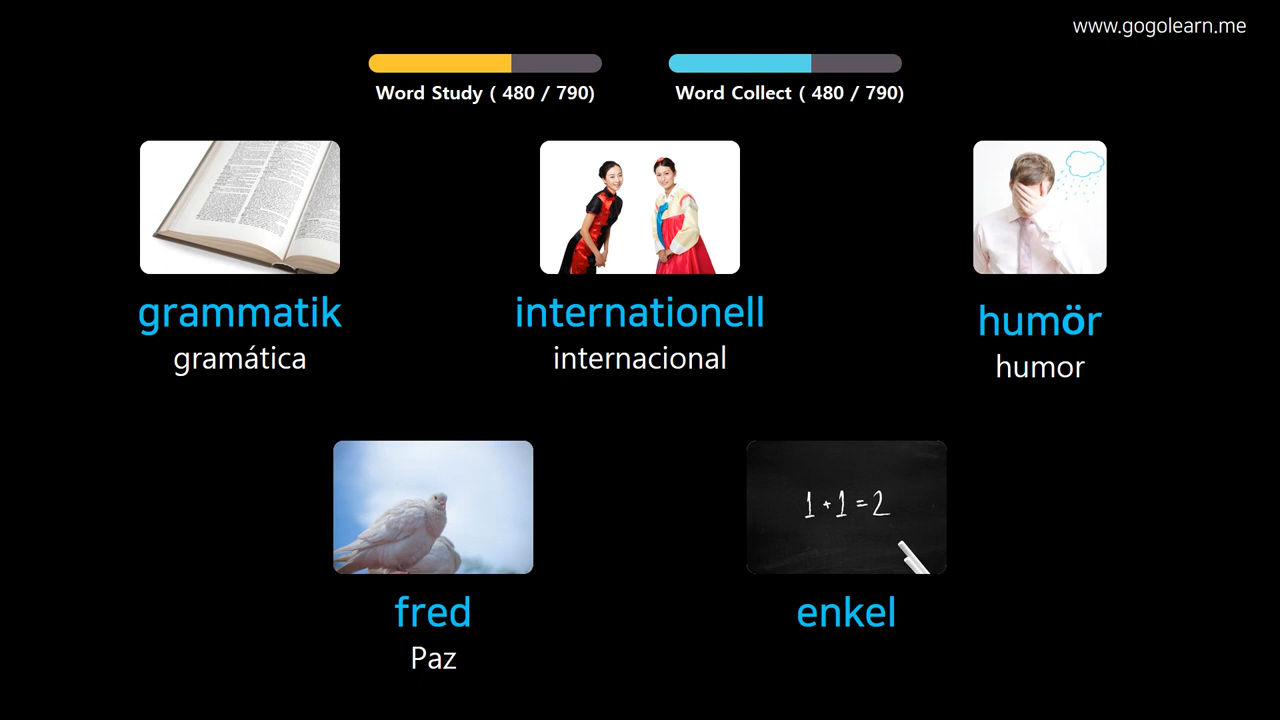 www.gogolearn.me
Word Study ( 480 / 790)
Word Collect ( 480 / 790)
grammatik
gramática
internationell
internacional
humör
humor
1+1=2
fred
Paz
enkel